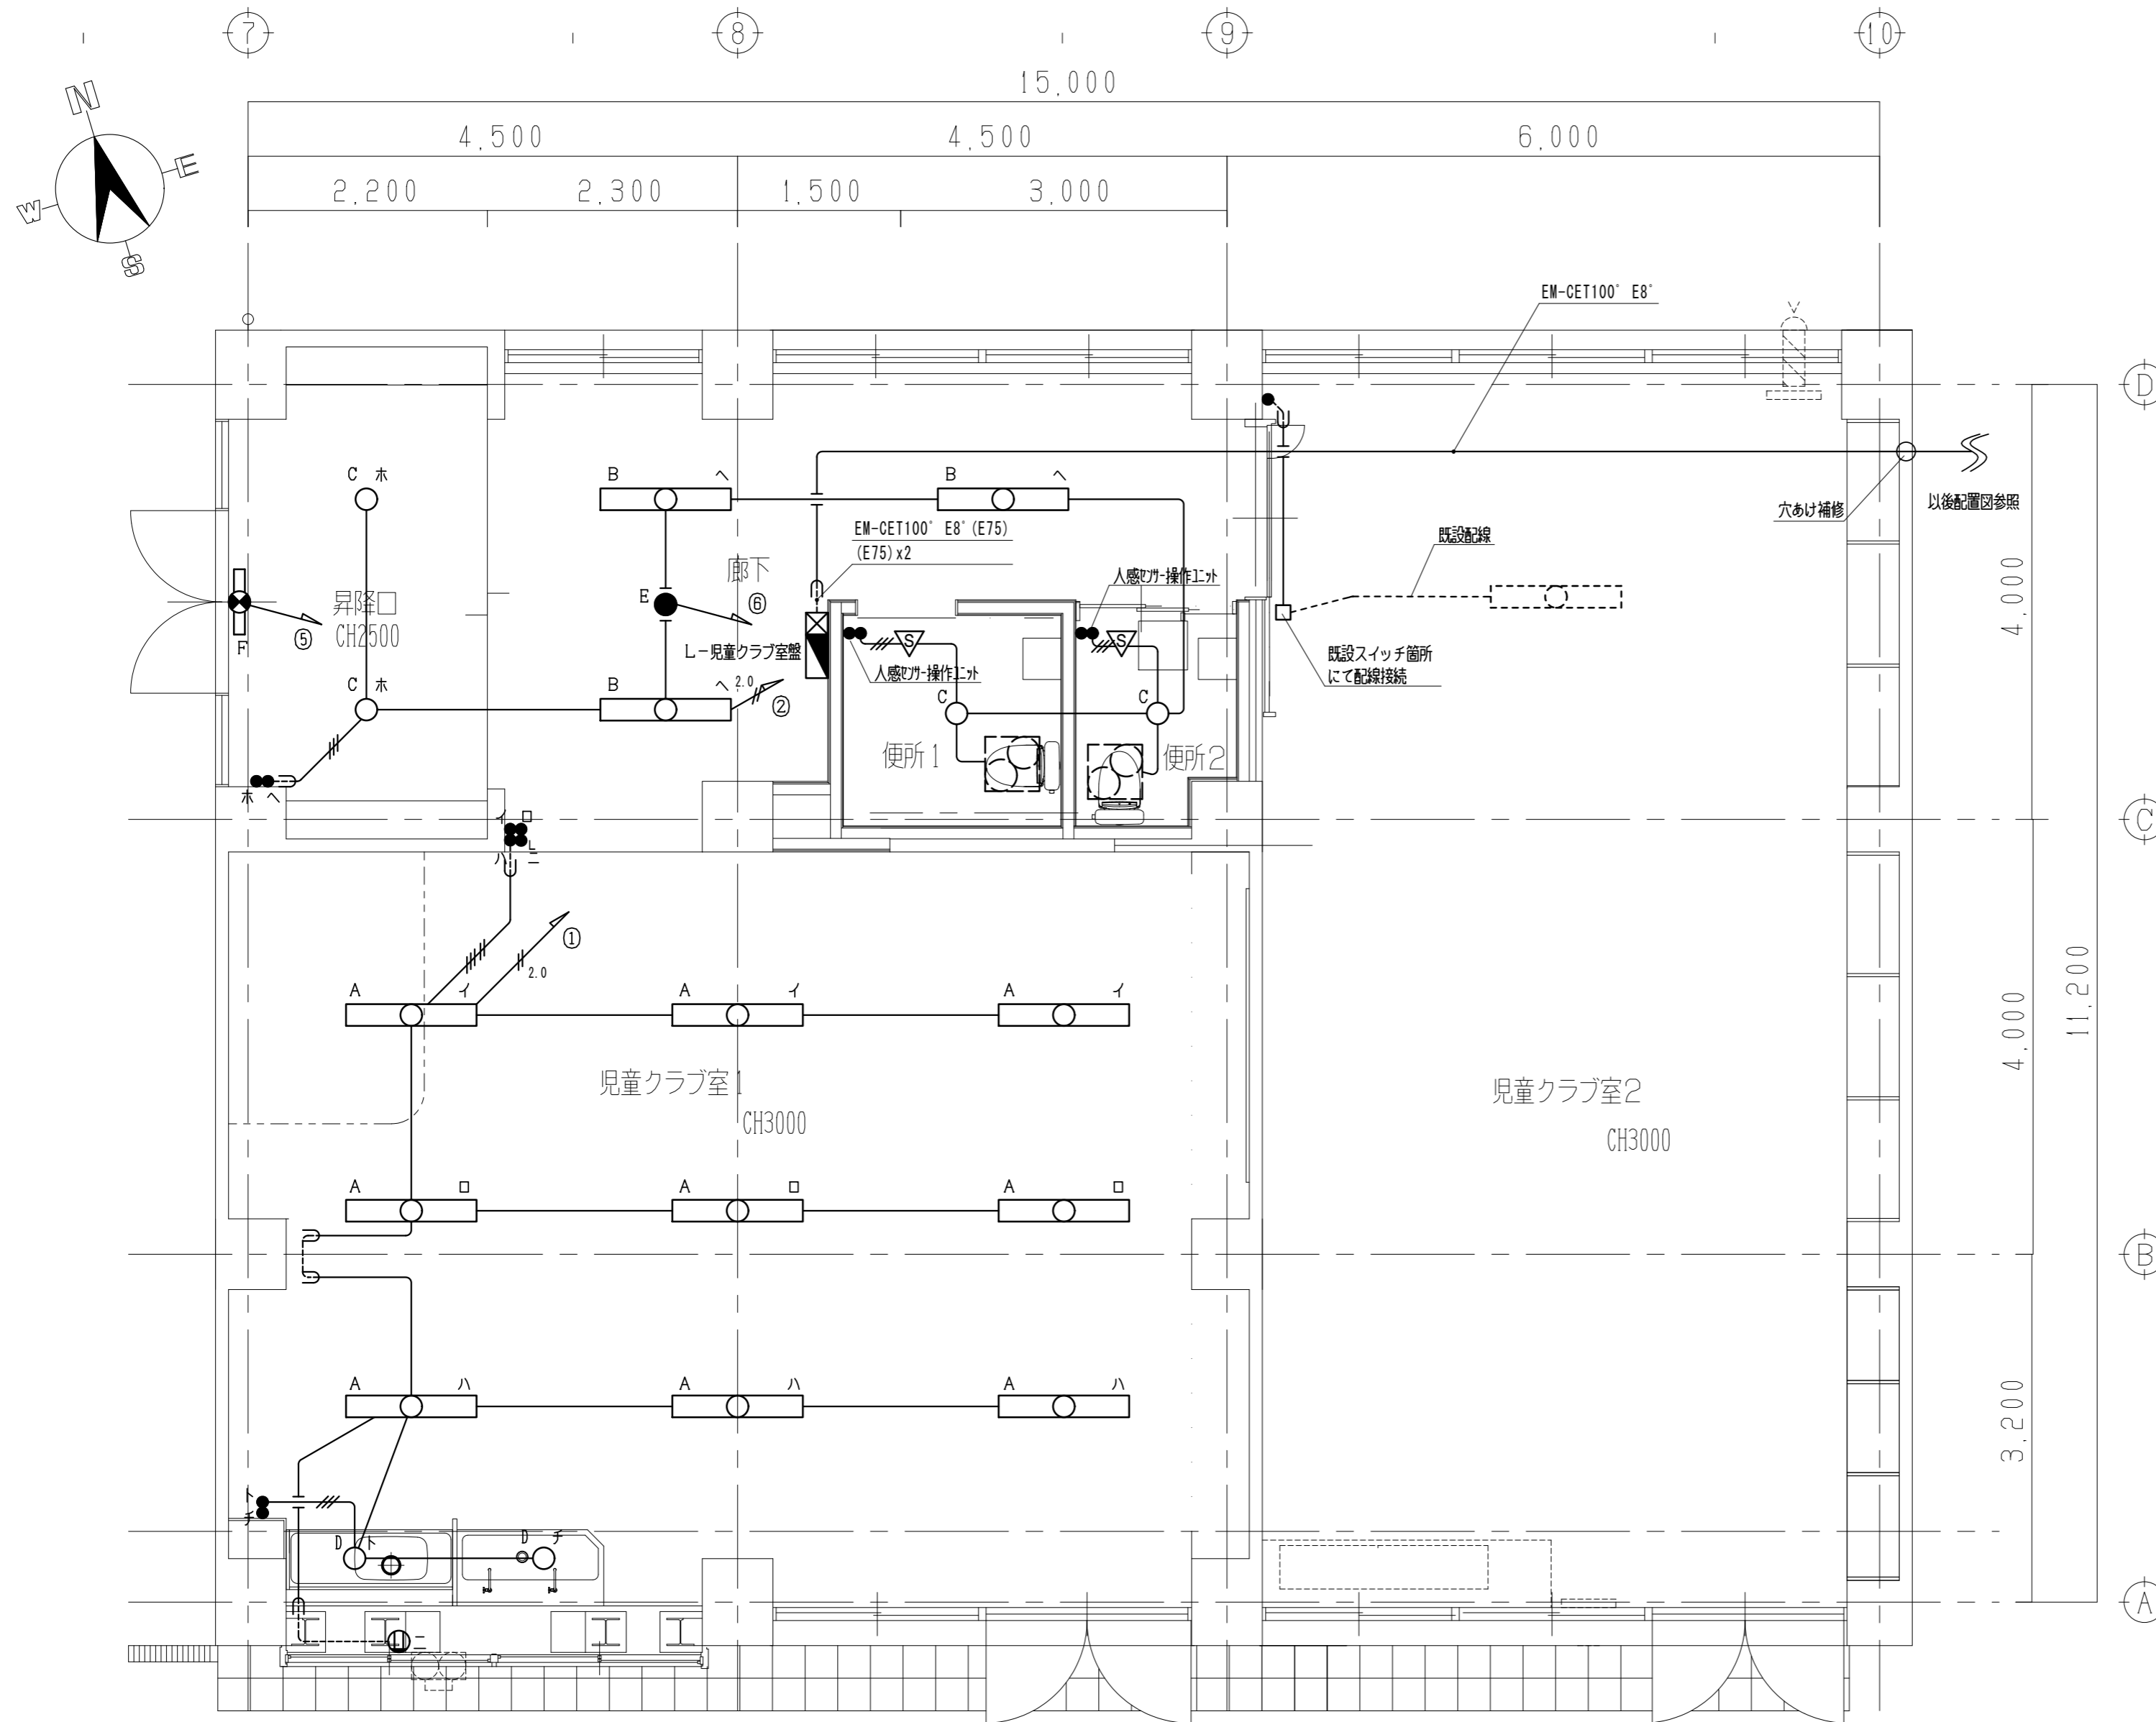 7
8
9
10
15,000
4,500
4,500
6,000
2,200
2,300
1,500
3,000
N
E
W
S
EM-CET100゜ E8゜
D
C ホ
B ヘ
B ヘ
穴あけ補修
以後配置図参照
EM-CET100゜ E8゜(E75)
(E75)x2
既設配線
廊下
人感センサー操作ユニット
4,000
昇降口
CH2500
E
⑥
⑤
F
L-児童クラブ室盤
S
S
既設スイッチ箇所
にて配線接続
人感センサー操作ユニット
C ホ
B ヘ
2.0
②
C
C
便所1
便所2
ホ ヘ
イ ロ
C
ハ L
ニ
①
2.0
A イ
A イ
A イ
4,000
11,200
児童クラブ室1
CH3000
児童クラブ室2
CH3000
A ロ
A ロ
A ロ
B
A ハ
A ハ
A ハ
3,200
ト
チ
D ト
D チ
A
ニ